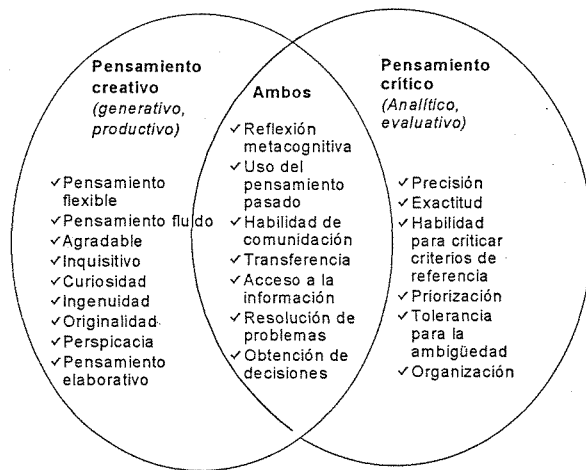 Pensamiento
creativo
(generativo,
productivo)
✓Pensamiento
flexible
✓Pensamiento fluido
✓Agradable
✓Inquisitivo
✓Curiosidad
✓Ingenuidad
✓Originalidad
✓Perspicacia
✓Pensamiento
elaborativo
Ambos
✓Reflexión
metacognitiva
✓Uso del
pensamiento
pasado
✓Habilidad de
comunidación
✓Transferencia
✓Acceso a la
información
✓Resolución de
problemas
✓Obtención de
decisiones
Pensamiento
crítico
(Analítico,
evaluativo)
✓Precisión
✓Exactitud
✓Habilidad
para criticar
criterios de
referencia
✓Priorización
✓Tolerancia
para la
ambigüedad
✓Organización